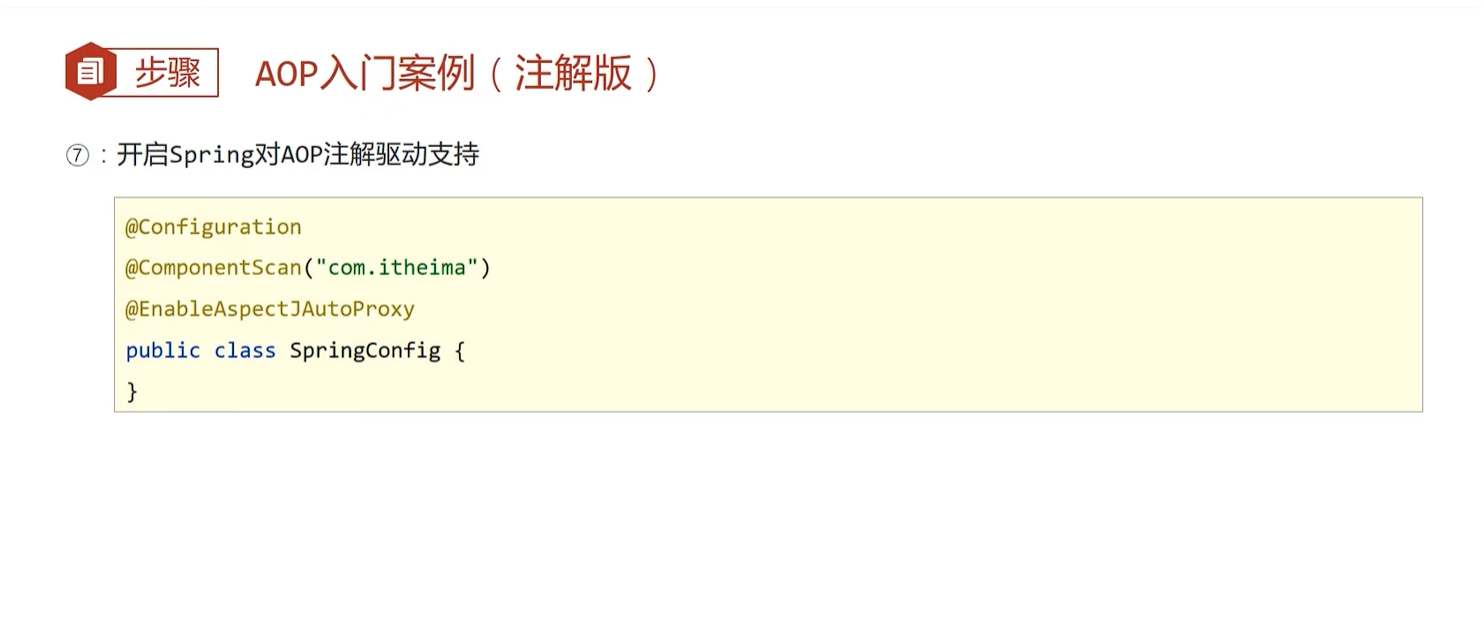 步骤 AOP入门案例（注解版）
⑦：开启Spring对AOP注解驱动支持
@Configuration
@ComponentScan("com.itheima")
@EnableAspectJAutoProxy
public class SpringConfig {
}